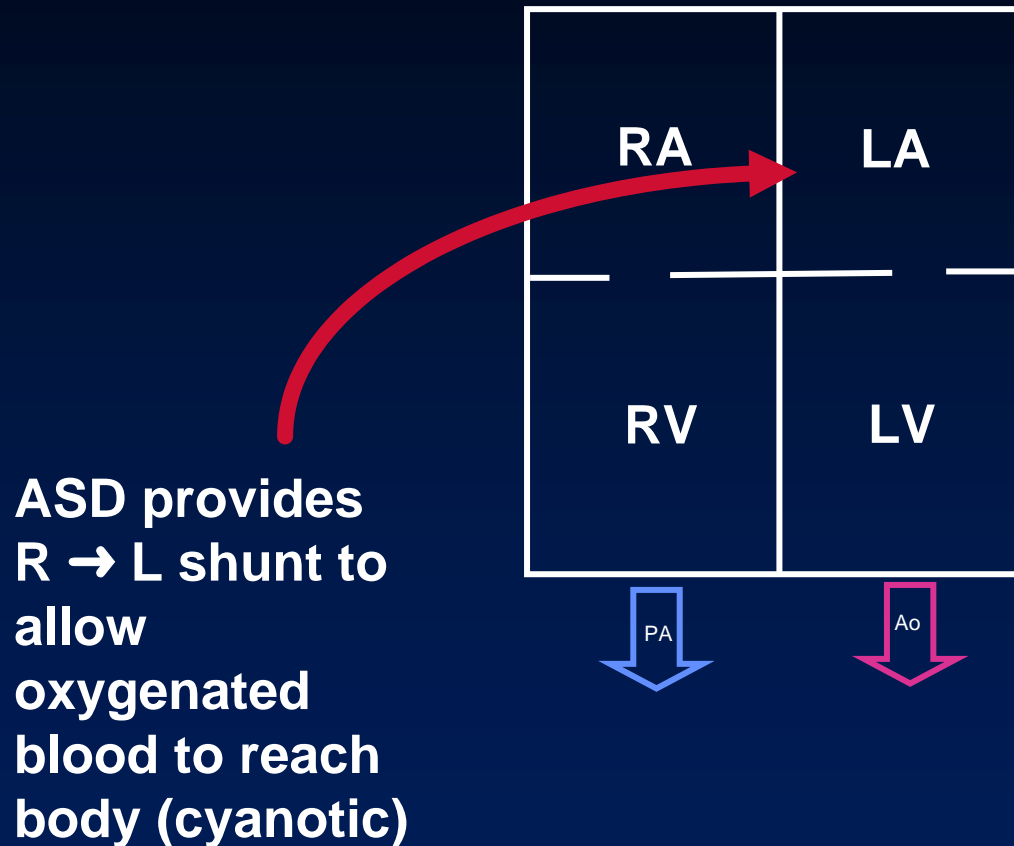 RA
LA
RV
LV
ASD provides
R → L shunt to
allow
oxygenated
blood to reach
body (cyanotic)
PA
Ao